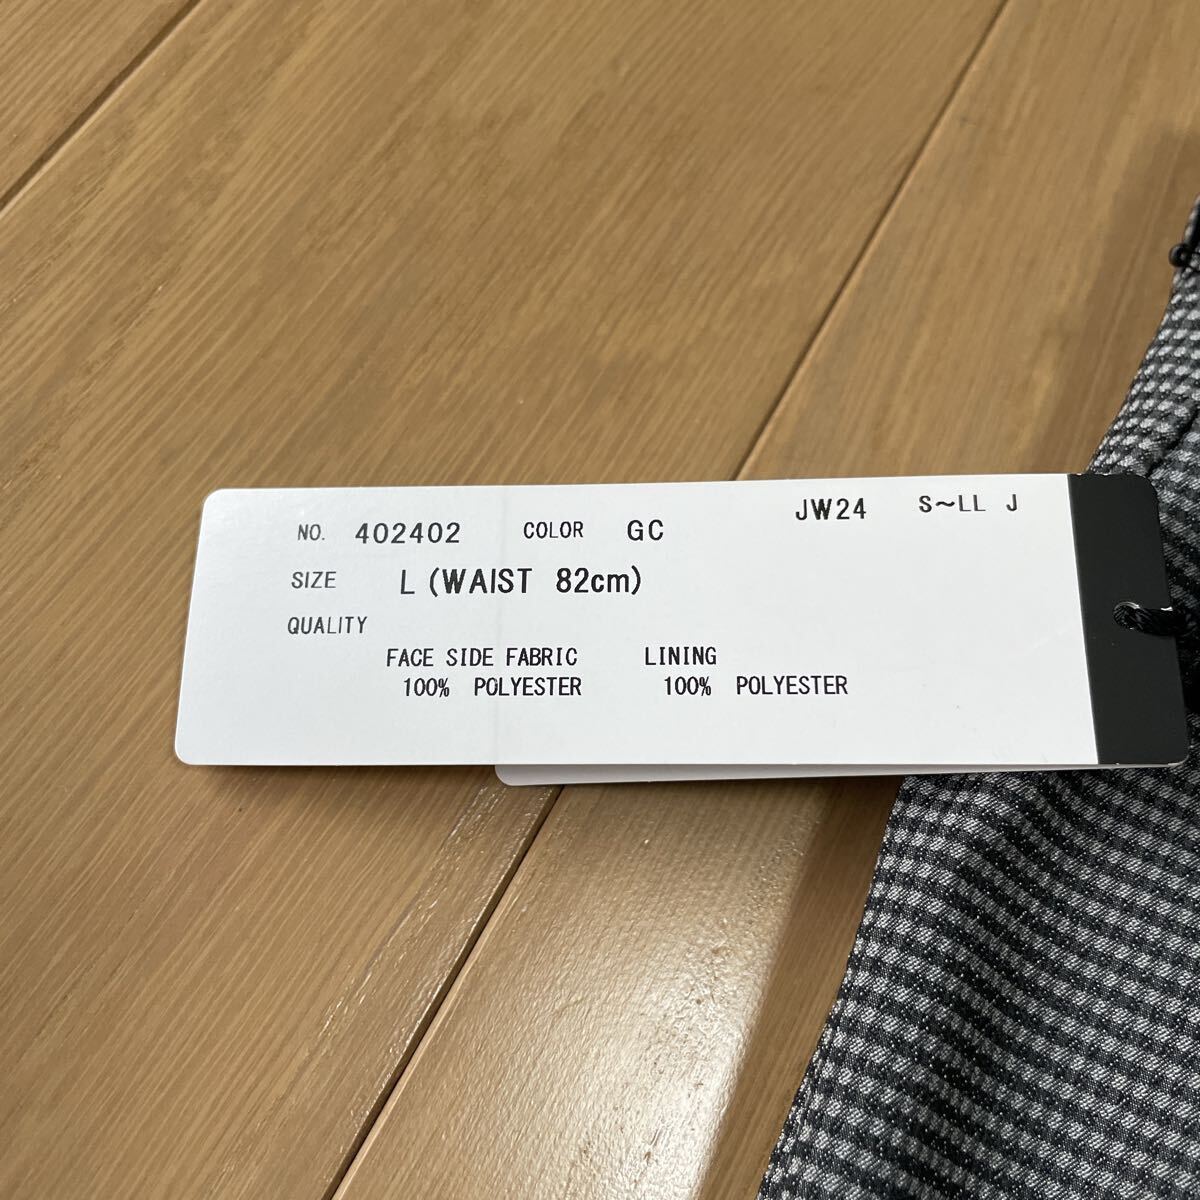 JW24 S～LL J
NO. 402402 COLOR GC
SIZE L (WAIST 82cm)
QUALITY
FACE SIDE FABRIC LINING
100% POLYESTER 100% POLYESTER